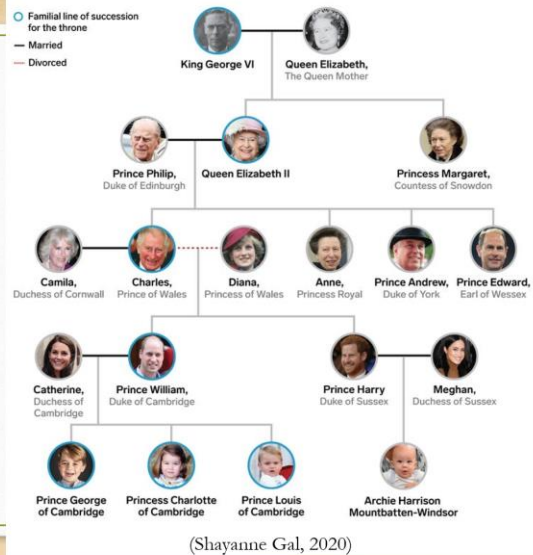 Familial line of succession
for the throne
Married
Divorced
King George VI
Queen Elizabeth,
The Queen Mother
Prince Philip,
Duke of Edinburgh
Queen Elizabeth II
Princess Margaret,
Countess of Snowdon
Camila,
Duchess of Cornwall
Charles,
Prince of Wales
Diana,
Princess of Wales
Anne,
Princess Royal
Prince Andrew,
Duke of York
Prince Edward,
Earl of Wessex
Catherine,
Duchess of
Cambridge
Prince William,
Duke of Cambridge
Prince Harry
Duke of Sussex
Meghan,
Duchess of Sussex
Prince George
of Cambridge
Princess Charlotte
of Cambridge
Prince Louis
of Cambridge
Archie Harrison
Mountbatten-Windsor
(Shayanne Gal, 2020)